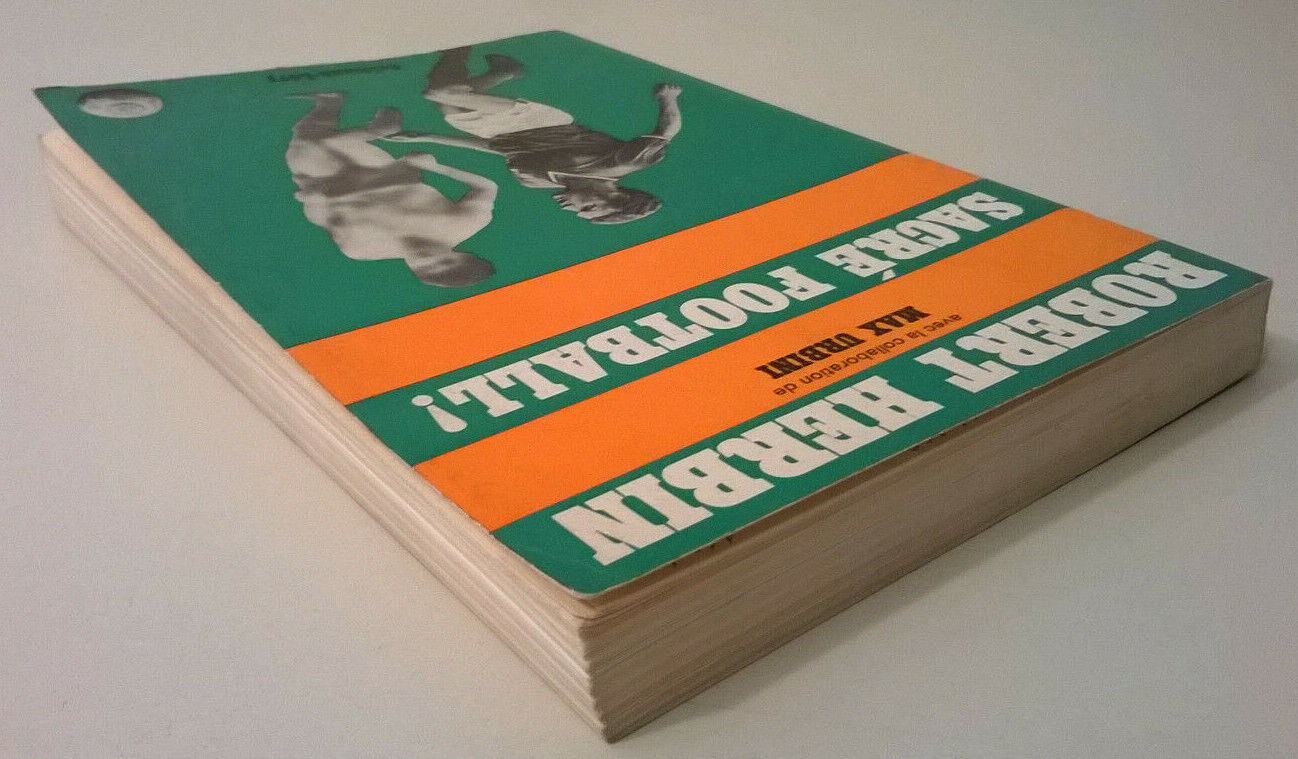 ROBERT HERBIN
avec la collaboration de
MAX URBINI
SACRÉ FOOTBALL!